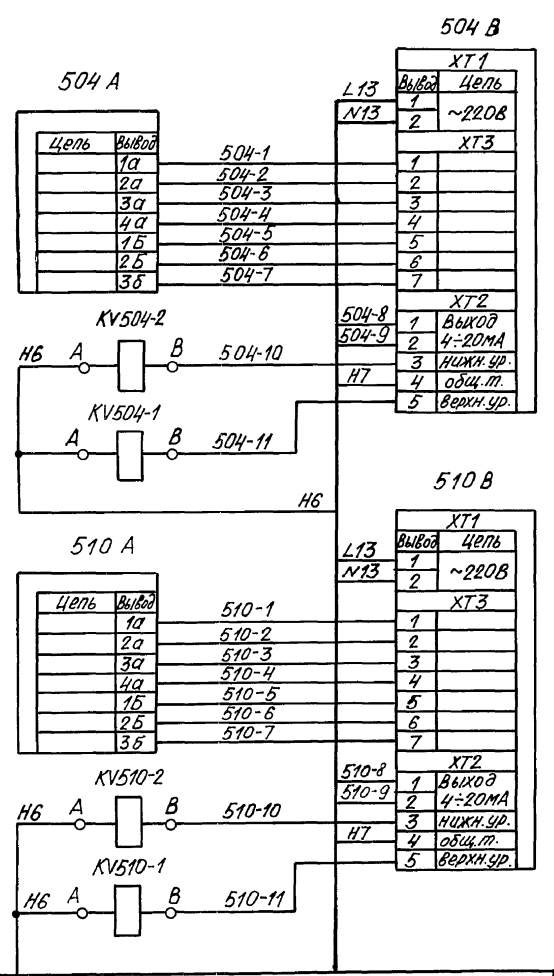 504 В
ХТ1
504 А
Вывод Цепь
L13 1 ~220В
N13 2
ХТ3
Цепь Вывод
1а 504-1 1
2а 504-2 2
3а 504-3 3
4а 504-4 4
1Б 504-5 5
2Б 504-6 6
3б 504-7 7
ХТ2
KV504-2
504-8 1 Выход
504-9 2 4÷20мА
Н6 А В 504-10 3 нижн.ур.
Н7 4 общ.т.
5 верхн.ур.
KV504-1
А В 504-11
Н6
510 В
ХТ1
510 А
Вывод Цепь
L13 1 ~220В
N13 2
ХТ3
Цепь Вывод
1а 510-1 1
2а 510-2 2
3а 510-3 3
4а 510-4 4
1Б 510-5 5
2Б 510-6 6
3Б 510-7 7
ХТ2
KV510-2
510-8 1 Выход
510-9 2 4÷20мА
Н6 А В 510-10 3 нижн.ур.
Н7 4 общ.т.
5 верхн.ур.
KV510-1
Н6 А В 510-11